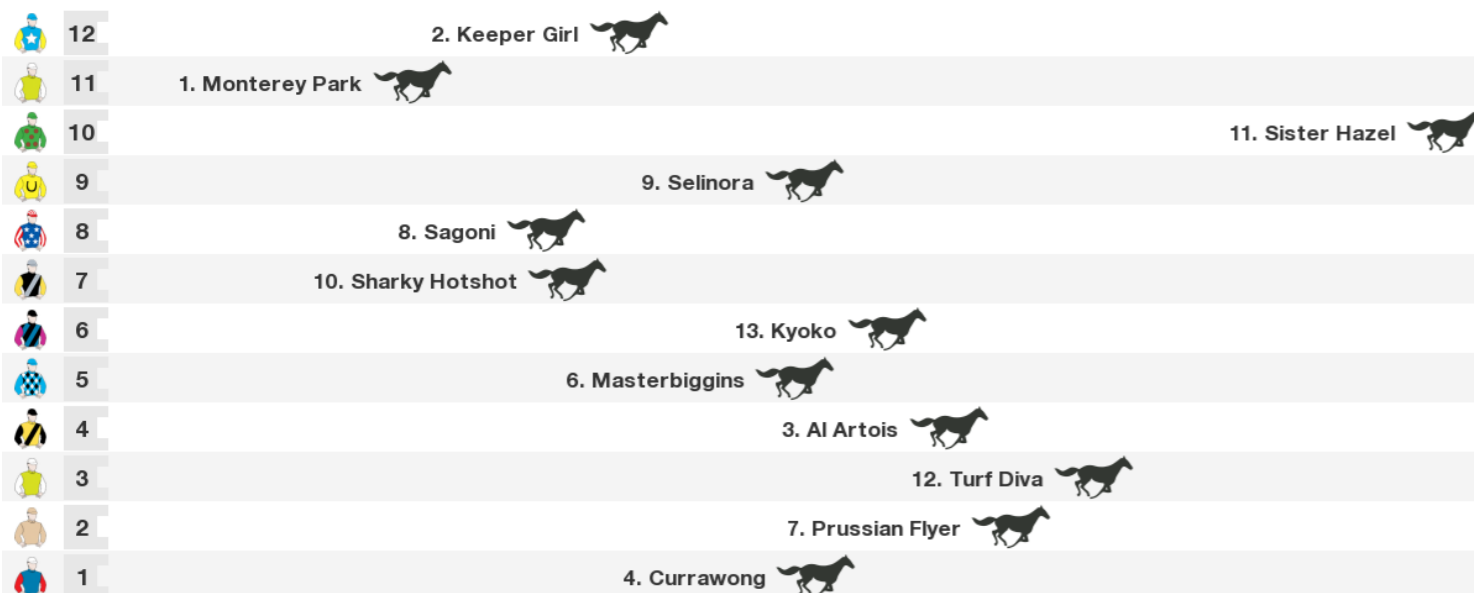 12 2. Keeper Girl
11 1. Monterey Park
10 11. Sister Hazel
9 9. Selinora
U
8 8. Sagoni
7 10. Sharky Hotshot
6 13. Kyoko
5 6. Masterbiggins
4 3. Al Artois
3 12. Turf Diva
2 7. Prussian Flyer
1 4. Currawong